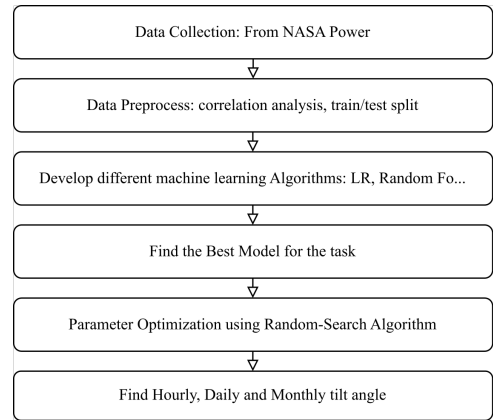 Data Collection: From NASA Power
Data Preprocess: correlation analysis, train/test split
Develop different machine learning Algorithms: LR, Random Fo...
Find the Best Model for the task
Parameter Optimization using Random-Search Algorithm
Find Hourly, Daily and Monthly tilt angle